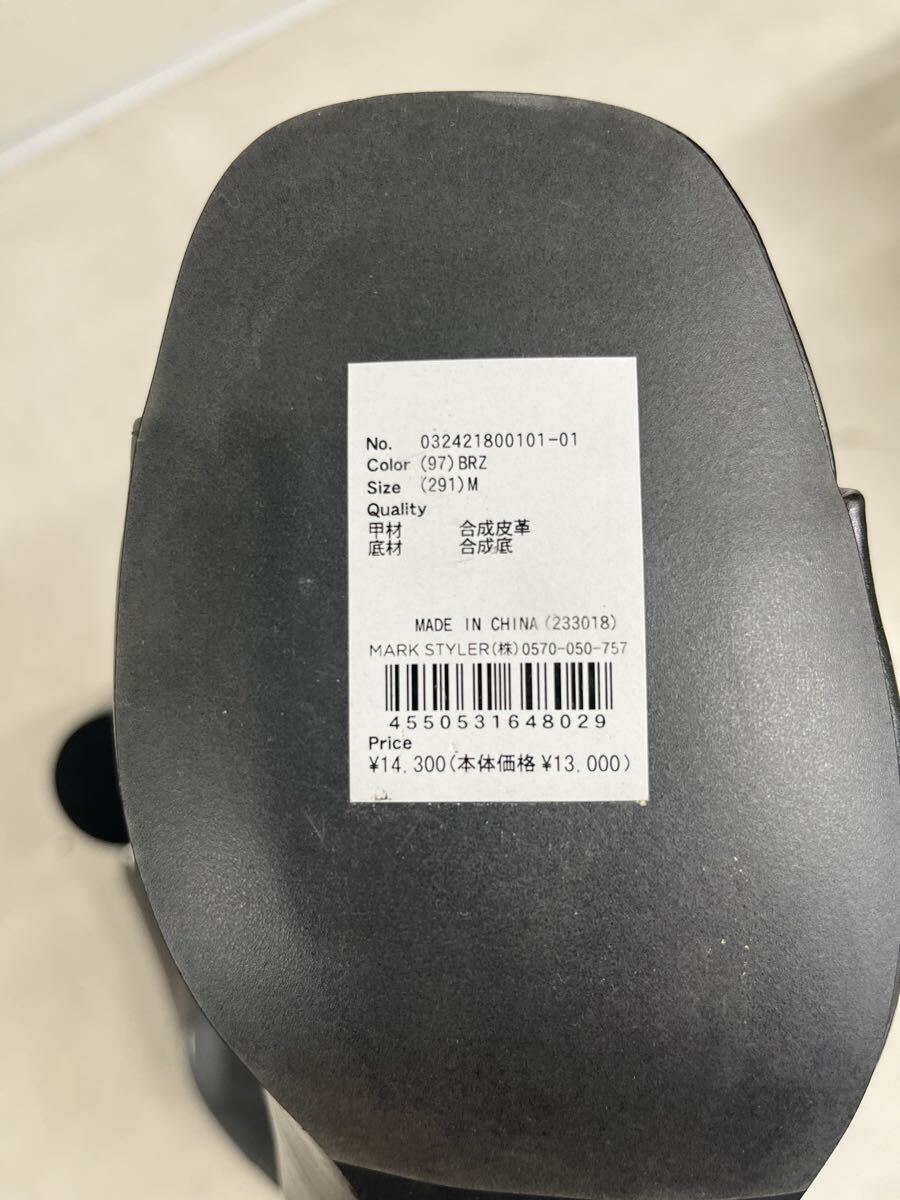 No. 032421800101-01
Color (97)BRZ
Size (291)M
Quality
甲材 合成皮革
底材 合成底
MADE IN CHINA(233018)
MARK STYLER(株)0570-050-757
4550531648029
Price
¥14,300(本体価格 ¥13,000)